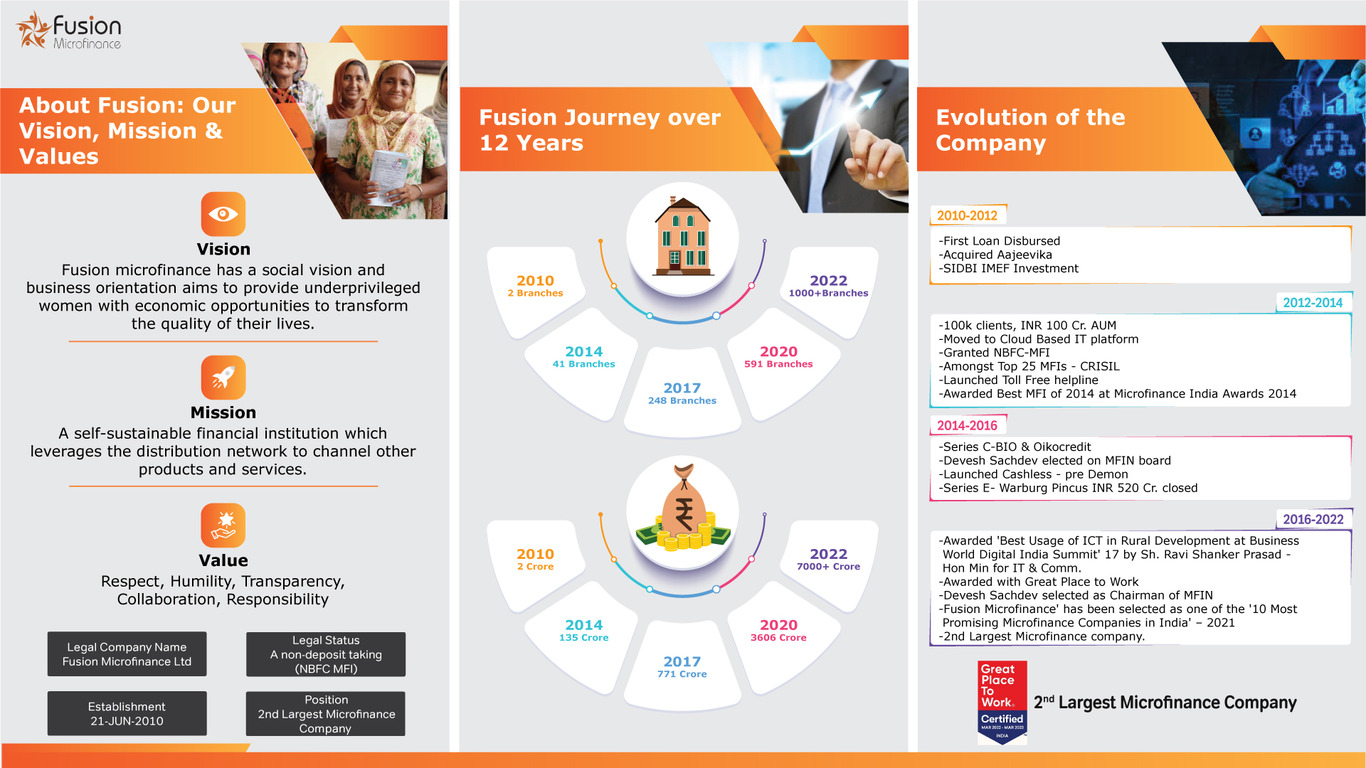 Fusion
Microfinance
About Fusion: Our
Vision, Mission &
Values
Vision
Fusion microfinance has a social vision and
business orientation aims to provide underprivileged
women with economic opportunities to transform
the quality of their lives.
Mission
A self-sustainable financial institution which
leverages the distribution network to channel other
products and services.
Value
Respect, Humility, Transparency,
Collaboration, Responsibility
Legal Company Name
Fusion Microfinance Ltd
Legal Status
A non-deposit taking
(NBFC MFI)
Establishment
21-JUN-2010
Position
2nd Largest Microfinance
Company
Fusion Journey over
12 Years
2010
2 Branches
2014
41 Branches
2017
248 Branches
2020
591 Branches
2022
1000+Branches
2010
2 Crore
2014
135 Crore
2017
771 Crore
2020
3606 Crore
2022
7000+ Crore
Evolution of the
Company
2010-2012
-First Loan Disbursed
-Acquired Aajeevika
-SIDBI IMEF Investment
2012-2014
-100k clients, INR 100 Cr. AUM
-Moved to Cloud Based IT platform
-Granted NBFC-MFI
-Amongst Top 25 MFIs - CRISIL
-Launched Toll Free helpline
-Awarded Best MFI of 2014 at Microfinance India Awards 2014
2014-2016
-Series C-BIO & Oikocredit
-Devesh Sachdev elected on MFIN board
-Launched Cashless - pre Demon
-Series E- Warburg Pincus INR 520 Cr. closed
2016-2022
-Awarded 'Best Usage of ICT in Rural Development at Business
World Digital India Summit' 17 by Sh. Ravi Shanker Prasad -
Hon Min for IT & Comm.
-Awarded with Great Place to Work
-Devesh Sachdev selected as Chairman of MFIN
-Fusion Microfinance' has been selected as one of the '10 Most
Promising Microfinance Companies in India' – 2021
-2nd Largest Microfinance company.
Great
Place
To
Work.
Certified
MAR 2022 - MAR 2023
INDIA
2nd Largest Microfinance Company